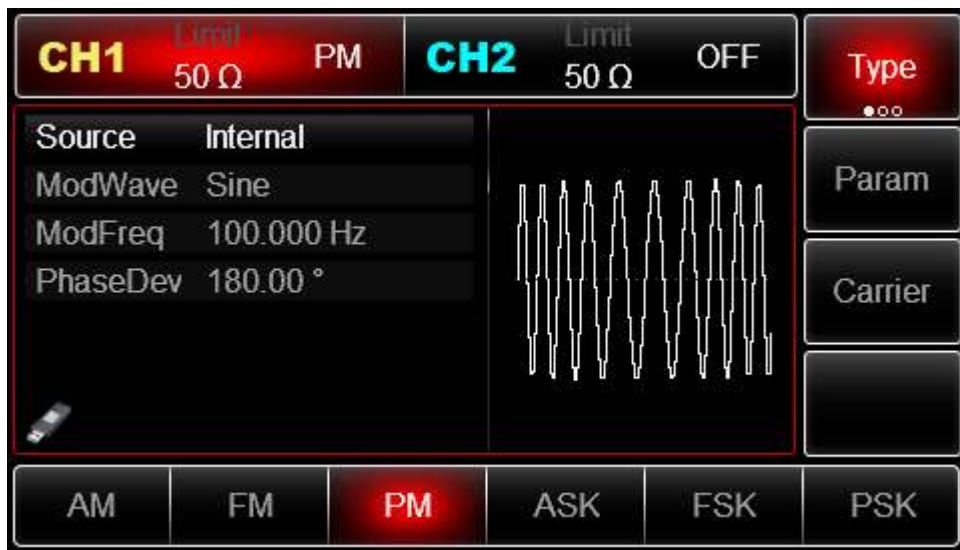 CH1 Limit 50 Ω PM CH2 Limit 50 Ω OFF Type
Source Internal
ModWave Sine
ModFreq 100.000 Hz
PhaseDev 180.00 °
Param
Carrier
AM FM PM ASK FSK PSK